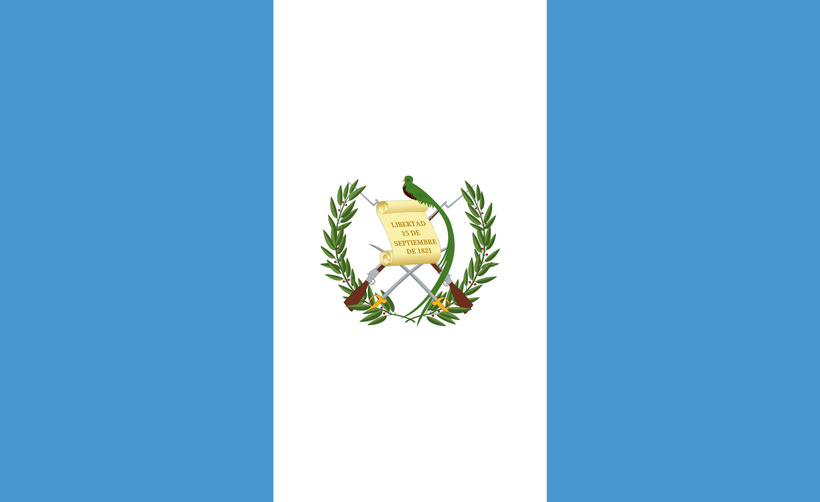 LIBERTAD
15 DE
SEPTIEMBRE
DE 1821